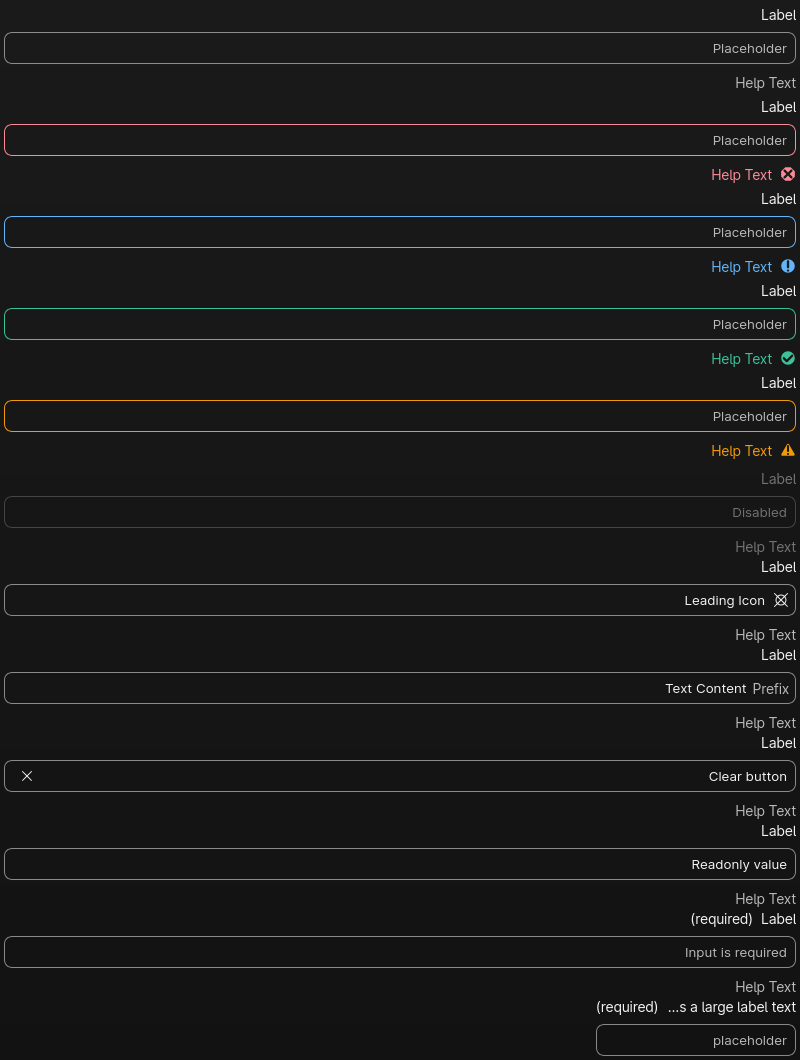 Label
Placeholder
Help Text
Label
Placeholder
Help Text
Label
Placeholder
Help Text
Label
Placeholder
Help Text
Label
Placeholder
Help Text
Label
Disabled
Help Text
Label
Leading Icon
Help Text
Label
Text Content Prefix
Help Text
Label
Clear button
Help Text
Label
Readonly value
Help Text
(required) Label
Input is required
Help Text
(required) ...s a large label text
placeholder